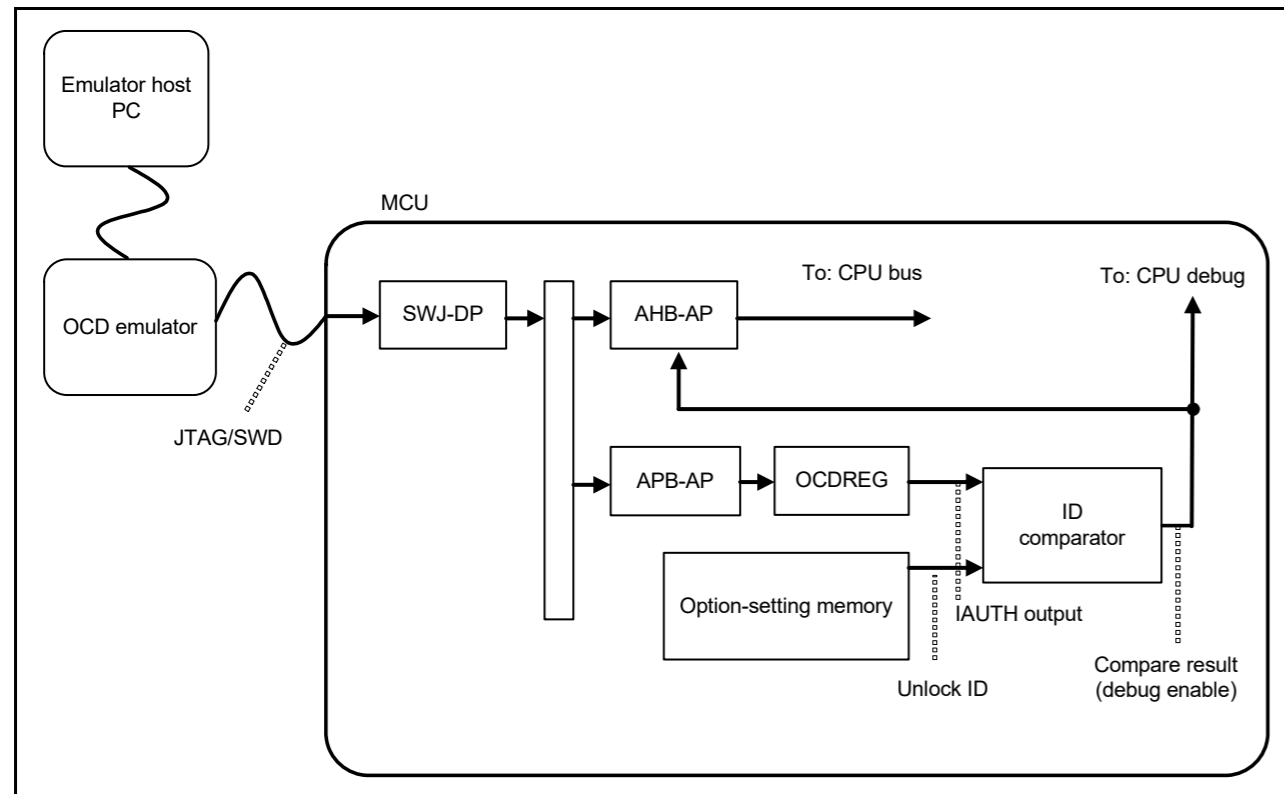 Emulator host
PC
MCU
OCD emulator
JTAG/SWD
SWJ-DP
AHB-AP
To: CPU bus
To: CPU debug
APB-AP
OCDREG
ID
comparator
Option-setting memory
IAUTH output
Unlock ID
Compare result
(debug enable)